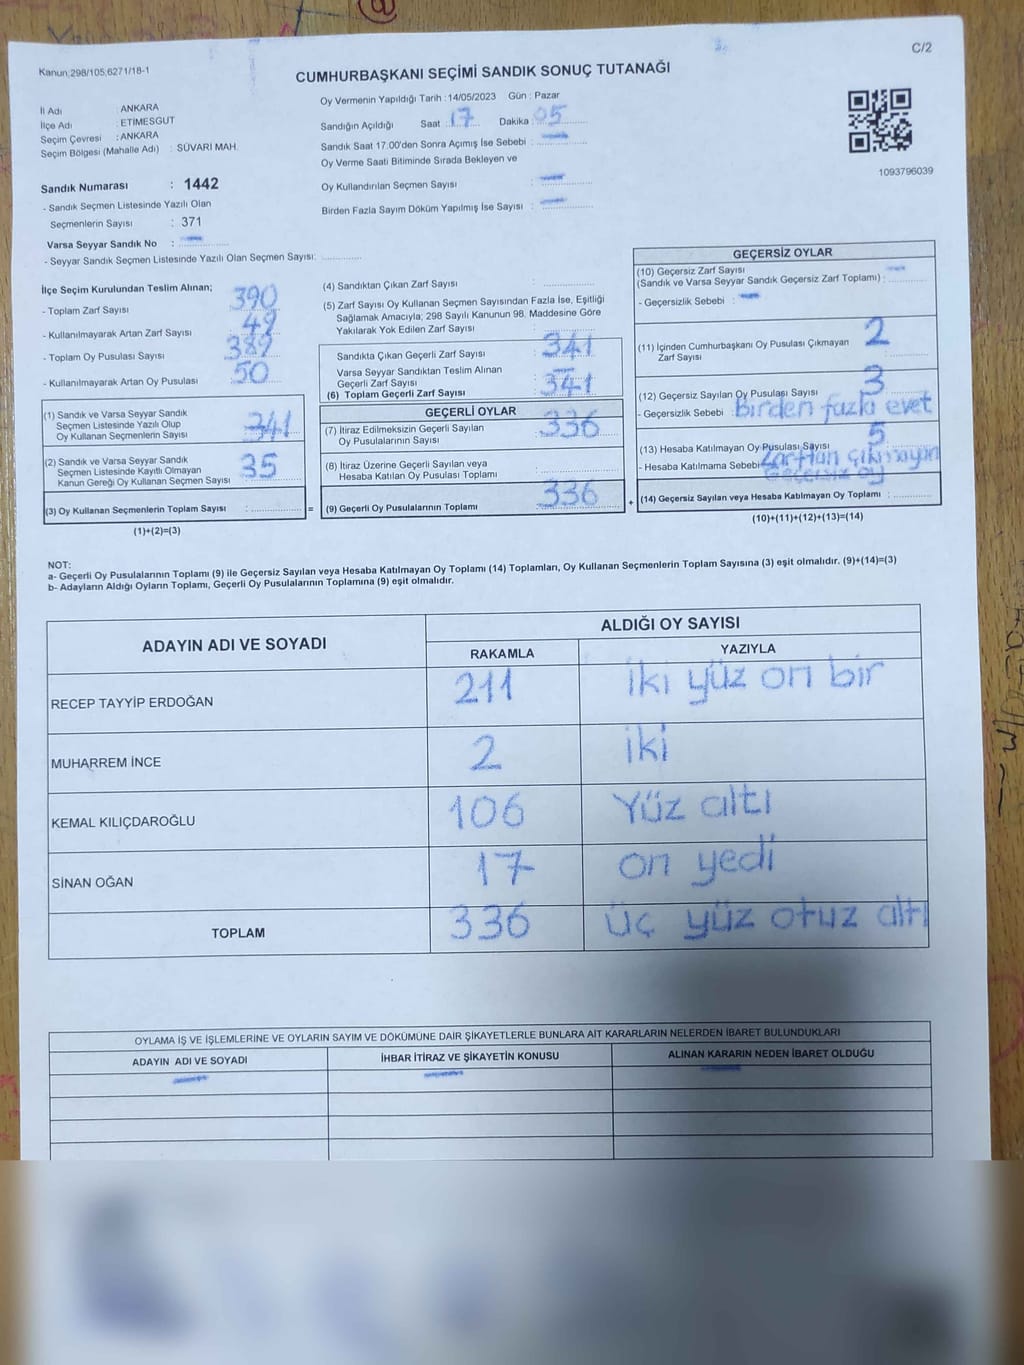 C/2
Kanun,298/105,6271/18-1
CUMHURBAŞKANI SEÇİMİ SANDIK SONUÇ TUTANAĞI
İl Adı : ANKARA
İlçe Adı : ETİMESGUT
Seçim Çevresi : ANKARA
Seçim Bölgesi (Mahalle Adı) : SÜVARİ MAH.
Oy Vermenin Yapıldığı Tarih : 14/05/2023 Gün : Pazar
Sandığın Açıldığı Saat : 17 Dakika : 05
Sandık Saat 17:00'den Sonra Açımış İse Sebebi :
Oy Verme Saati Bitiminde Sırada Bekleyen ve
Oy Kullandırılan Seçmen Sayısı :
Birden Fazla Sayım Döküm Yapılmış İse Sayısı :
1093796039
Sandık Numarası : 1442
- Sandık Seçmen Listesinde Yazılı Olan
Seçmenlerin Sayısı : 371
Varsa Seyyar Sandık No :
- Seyyar Sandık Seçmen Listesinde Yazılı Olan Seçmen Sayısı:
İlçe Seçim Kurulundan Teslim Alınan;
- Toplam Zarf Sayısı : 390
- Kullanılmayarak Artan Zarf Sayısı : 49
- Toplam Oy Pusulası Sayısı : 389
- Kullanılmayarak Artan Oy Pusulası : 50
(1) Sandık ve Varsa Seyyar Sandık
Seçmen Listesinde Yazılı Olup
Oy Kullanan Seçmenlerin Sayısı : 341
(2) Sandık ve Varsa Seyyar Sandık
Seçmen Listesinde Kayıtlı Olmayan
Kanun Gereği Oy Kullanan Seçmen Sayısı : 35
(3) Oy Kullanan Seçmenlerin Toplam Sayısı : =
(1)+(2)=(3)
(4) Sandıktan Çıkan Zarf Sayısı :
(5) Zarf Sayısı Oy Kullanan Seçmen Sayısından Fazla İse, Eşitliği
Sağlamak Amacıyla; 298 Sayılı Kanunun 98. Maddesine Göre
Yakılarak Yok Edilen Zarf Sayısı :
Sandıkta Çıkan Geçerli Zarf Sayısı : 341
Varsa Seyyar Sandıktan Teslim Alınan
Geçerli Zarf Sayısı :
(6) Toplam Geçerli Zarf Sayısı : 341
GEÇERLİ OYLAR
(7) İtiraz Edilmeksizin Geçerli Sayılan
Oy Pusulalarının Sayısı : 336
(8) İtiraz Üzerine Geçerli Sayılan veya
Hesaba Katılan Oy Pusulası Toplamı :
(9) Geçerli Oy Pusulalarının Toplamı : 336 +
GEÇERSİZ OYLAR
(10) Geçersiz Zarf Sayısı
(Sandık ve Varsa Seyyar Sandık Geçersiz Zarf Toplamı) :
- Geçersizlik Sebebi :
(11) İçinden Cumhurbaşkanı Oy Pusulası Çıkmayan
Zarf Sayısı : 2
(12) Geçersiz Sayılan Oy Pusulası Sayısı : 3
- Geçersizlik Sebebi : Birden fazla evet
(13) Hesaba Katılmayan Oy Pusulası Sayısı : 5
- Hesaba Katılmama Sebebi : Zarftan çıkmayan
Geçersiz oy
(14) Geçersiz Sayılan veya Hesaba Katılmayan Oy Toplamı :
(10)+(11)+(12)+(13)=(14)
NOT:
a- Geçerli Oy Pusulalarının Toplamı (9) ile Geçersiz Sayılan veya Hesaba Katılmayan Oy Toplamı (14) Toplamları, Oy Kullanan Seçmenlerin Toplam Sayısına (3) eşit olmalıdır. (9)+(14)=(3)
b- Adayların Aldığı Oyların Toplamı, Geçerli Oy Pusulalarının Toplamına (9) eşit olmalıdır.
ADAYIN ADI VE SOYADI ALDIĞI OY SAYISI
RAKAMLA YAZIYLA
RECEP TAYYİP ERDOĞAN 211 iki yüz on bir
MUHARREM İNCE 2 iki
KEMAL KILIÇDAROĞLU 106 Yüz altı
SİNAN OĞAN 17 on yedi
TOPLAM 336 üç yüz otuz altı
OYLAMA İŞ VE İŞLEMLERİNE VE OYLARIN SAYIM VE DÖKÜMÜNE DAİR ŞİKAYETLERLE BUNLARA AİT KARARLARIN NELERDEN İBARET BULUNDUKLARI
ADAYIN ADI VE SOYADI İHBAR İTİRAZ VE ŞİKAYETİN KONUSU ALINAN KARARIN NEDEN İBARET OLDUĞU